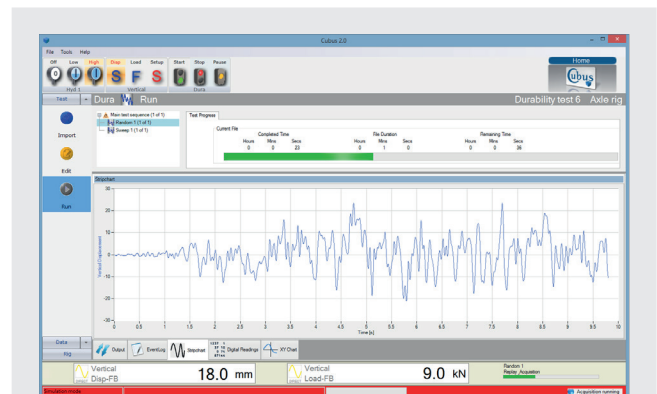 Cubus 2.0
File Tools Help
Off Low High Disp Load Setup Start Stop Pause
S F S
Hyd 1 Vertical Dura
Home
Cubus
Test Dura Run Durability test 6 Axle rig
Import
Edit
Run
Main test sequence (1 of 1)
Random 1 (1 of 1)
Sweep 1 (1 of 1)
Test Progress
Current File
Completed Time File Duration Remaining Time
Hours Mins Secs Hours Mins Secs Hours Mins Secs
0 0 23 0 1 0 0 0 36
Stripchart
30
20
10
0
-10
-20
-30
Vertical Displacement
0 0.5 1 1.5 2 2.5 3 3.5 4 4.5 5 5.5 6 6.5 7 7.5 8 8.5 9 9.5 10
Time [s]
Data
Rig
Output EventLog Stripchart Digital Readings XY Chart
Vertical
Disp-FB
18.0 mm
Vertical
Load-FB
9.0 kN
Random 1
Replay, Acquisition
Simulation mode
Acquisition running